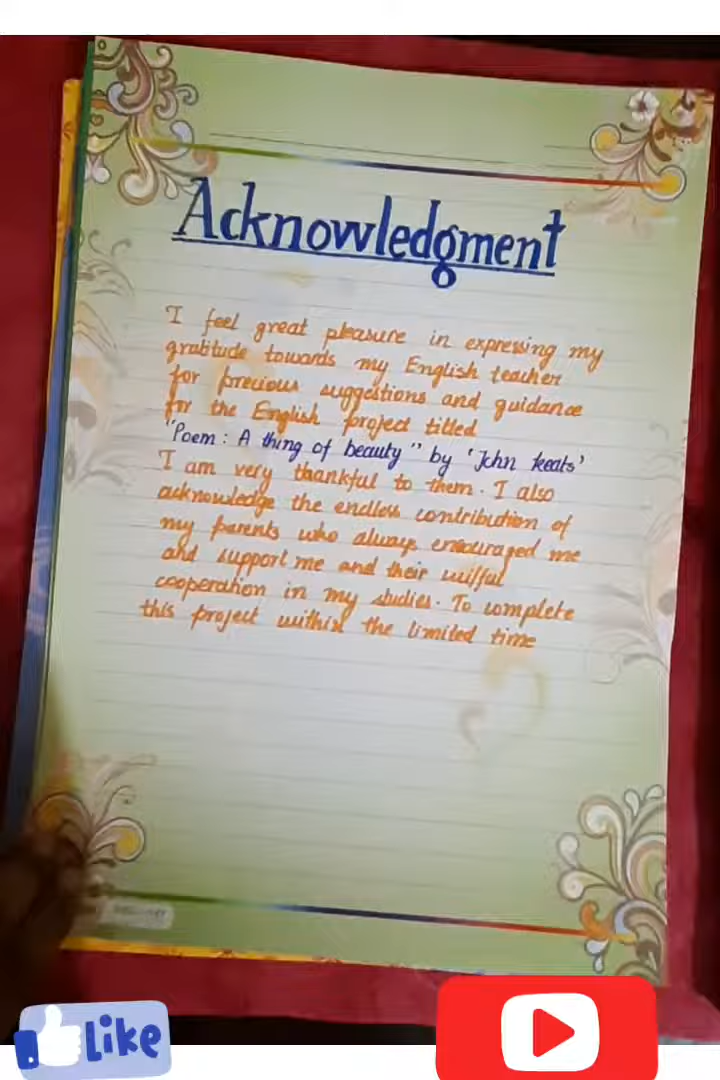 Acknowledgment
I feel great pleasure in expressing my
gratitude towards my English teacher
for precious suggestions and guidance
for the English project titled
"Poem : A thing of beauty" by 'John keats'
I am very thankful to them. I also
acknowledge the endless contribution of
my parents who always encouraged me
and support me and their wilful
cooperation in my studies. To complete
this project within the limited time
Like